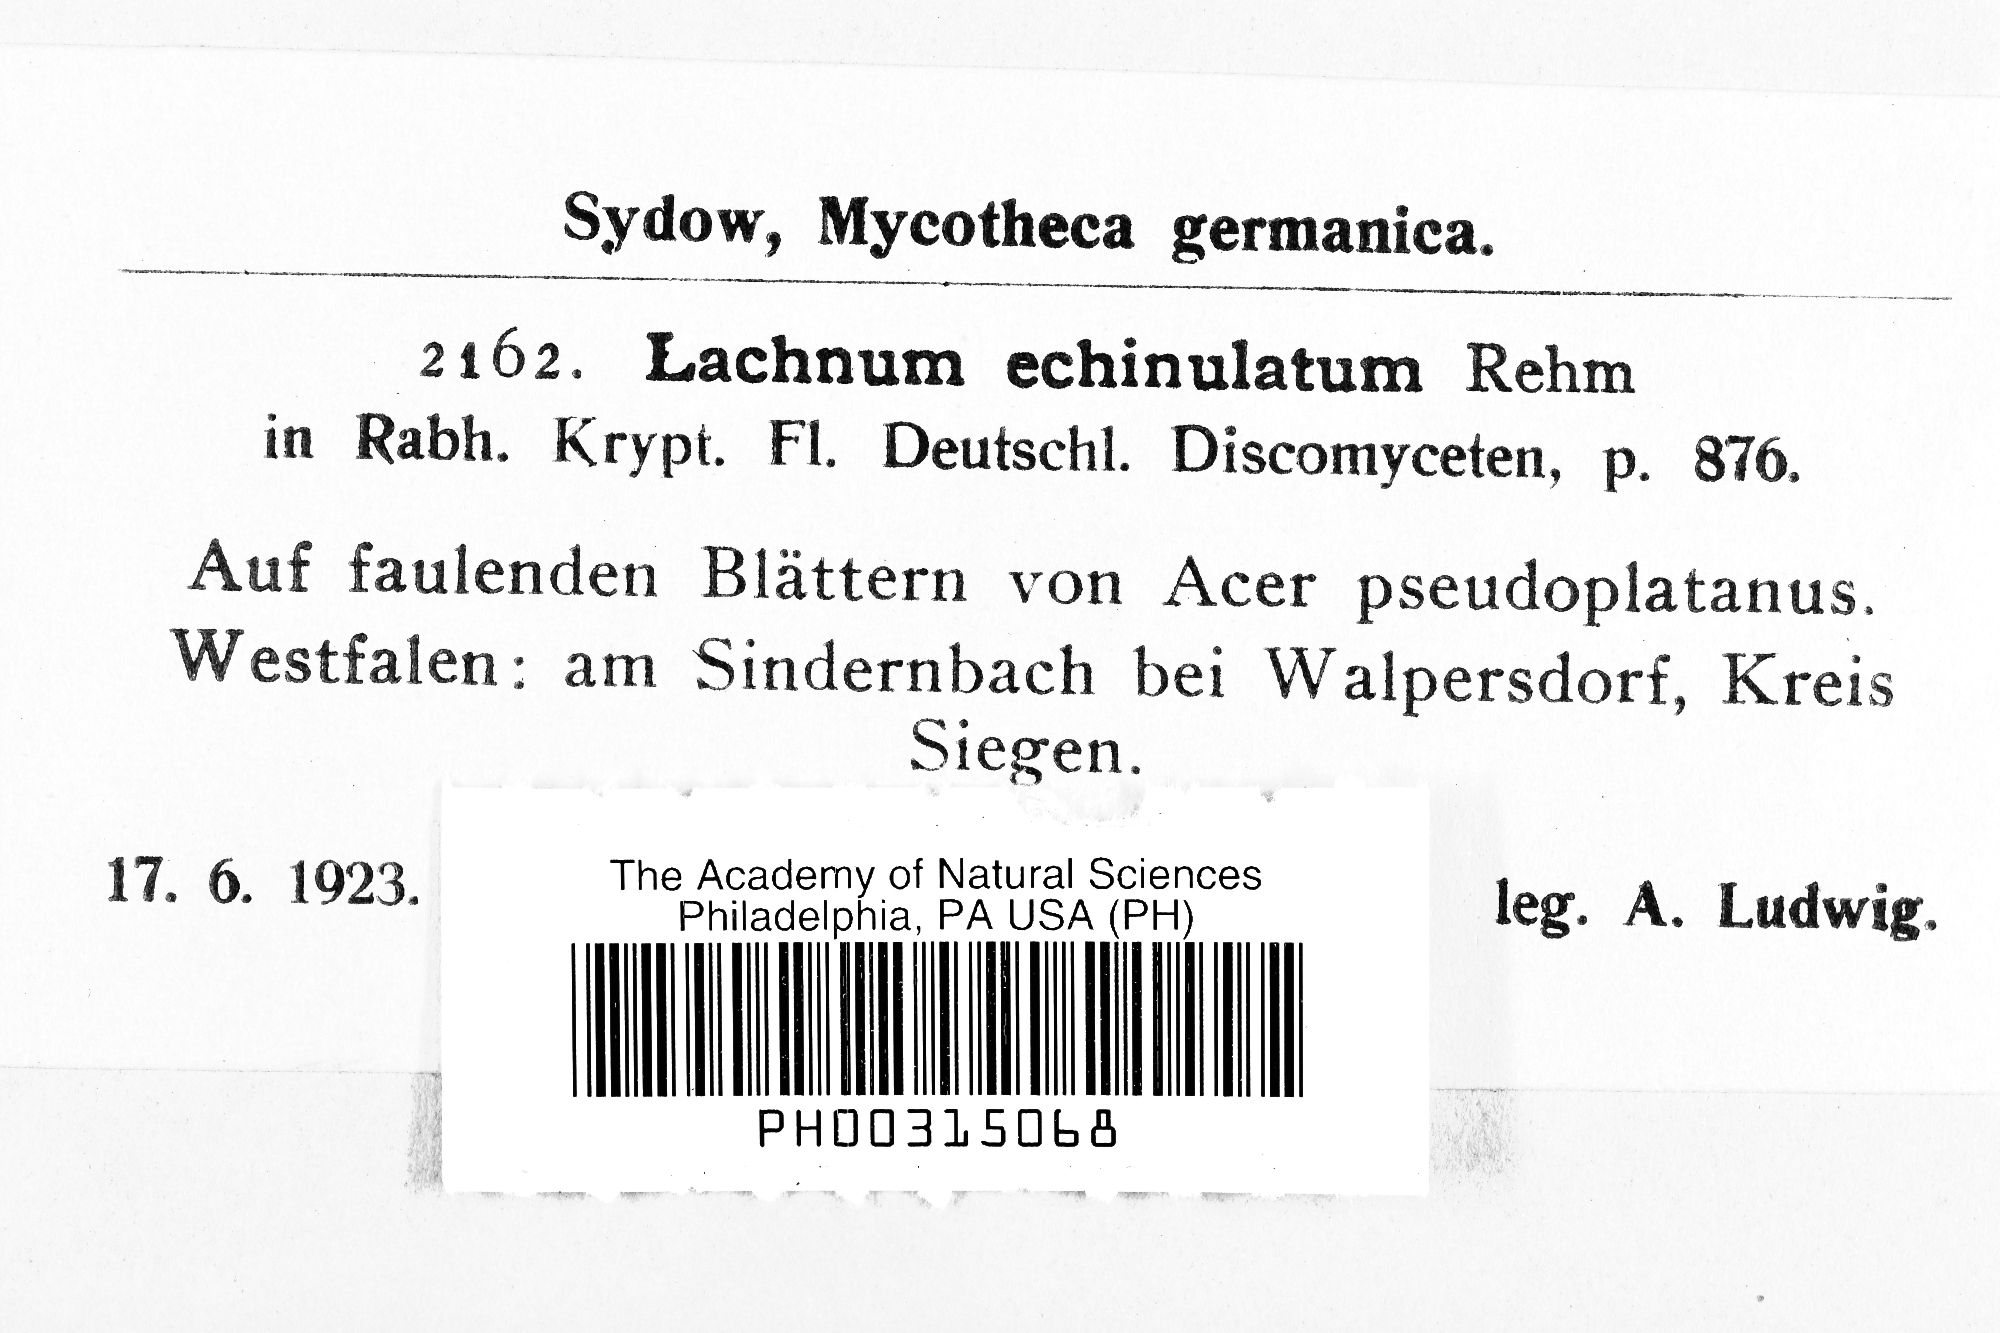 Sydow, Mycotheca germanica.
2162. Lachnum echinulatum Rehm
in Rabh. Krypt. Fl. Deutschl. Discomyceten, p. 876.
Auf faulenden Blättern von Acer pseudoplatanus.
Westfalen: am Sindernbach bei Walpersdorf, Kreis
Siegen.
17. 6. 1923.
leg. A. Ludwig.
The Academy of Natural Sciences
Philadelphia, PA USA (PH)
PH00315068